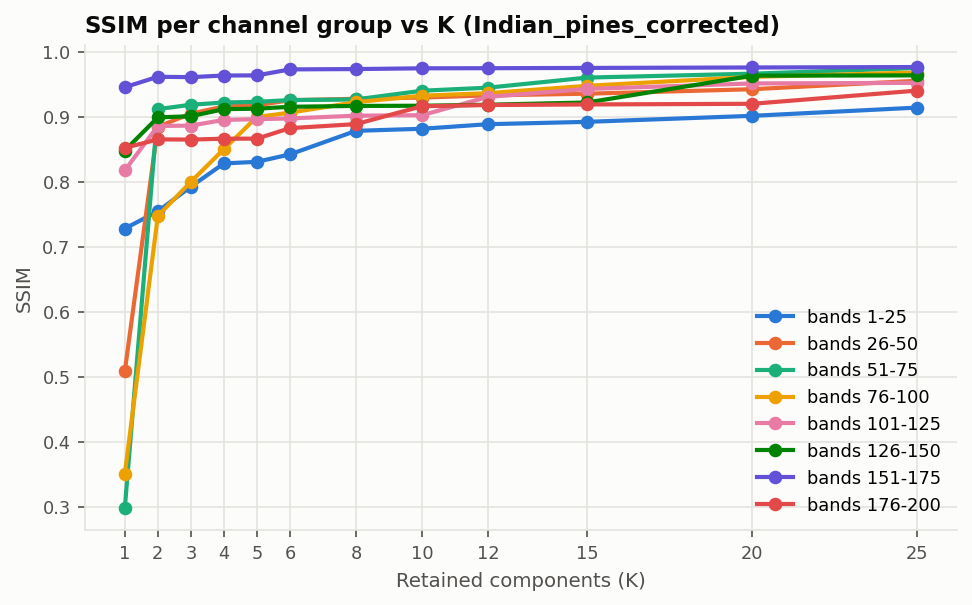 SSIM per channel group vs K (Indian_pines_corrected)
1.0
0.9
0.8
0.7
0.6
0.5
0.4
0.3
SSIM
bands 1-25
bands 26-50
bands 51-75
bands 76-100
bands 101-125
bands 126-150
bands 151-175
bands 176-200
1 2 3 4 5 6 8 10 12 15 20 25
Retained components (K)